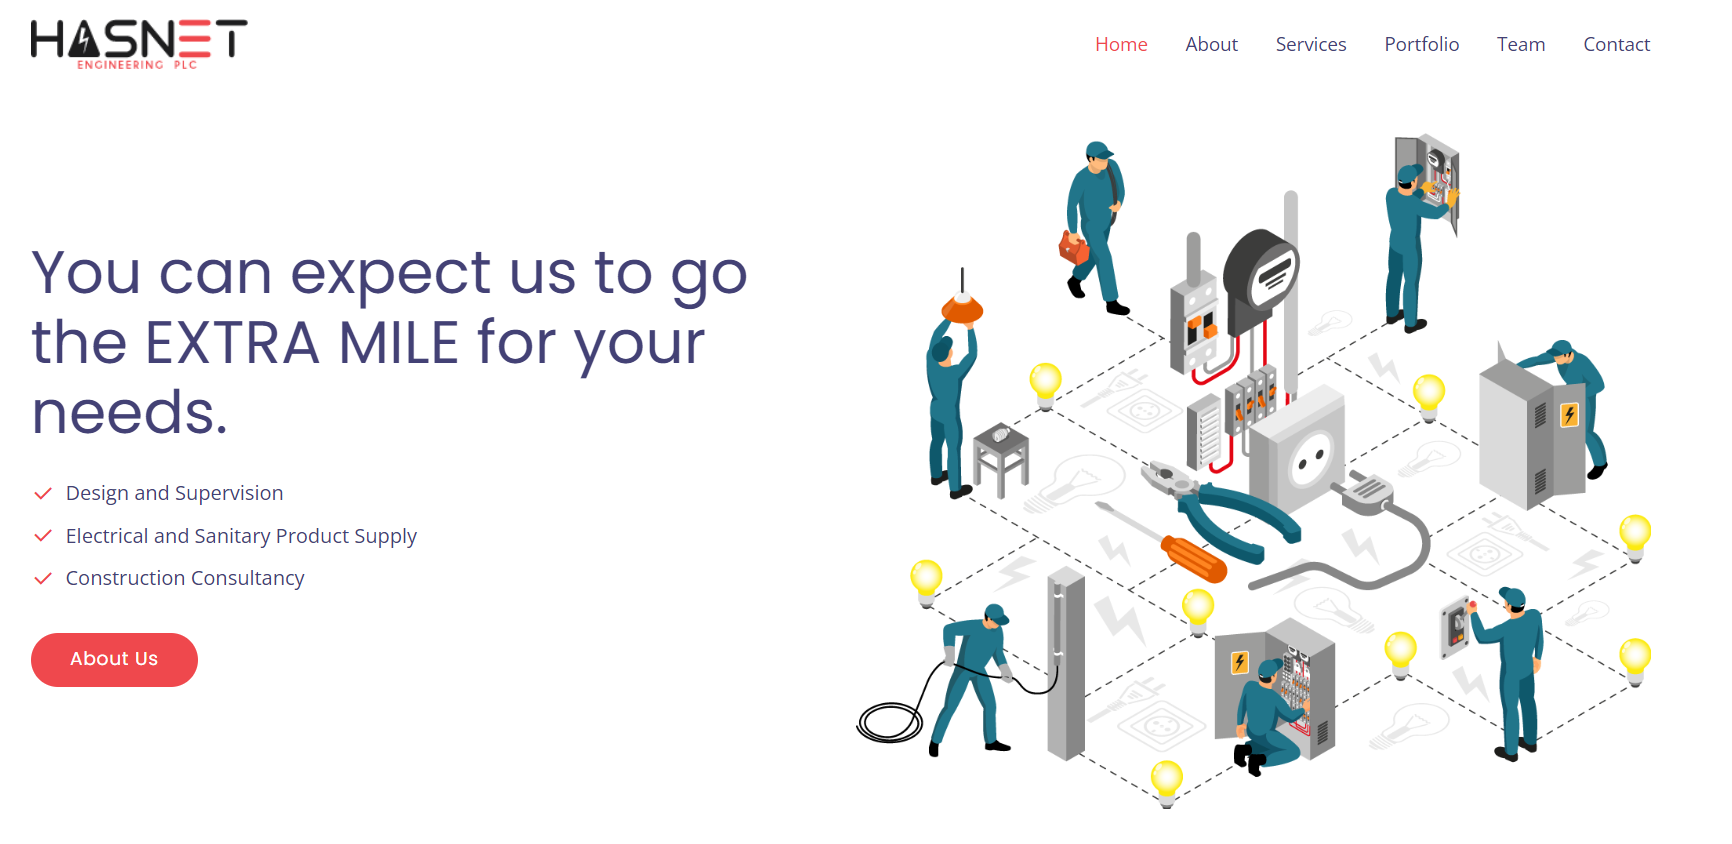 HASNET
ENGINEERING PLC
Home About Services Portfolio Team Contact
You can expect us to go
the EXTRA MILE for your
needs.
Design and Supervision
Electrical and Sanitary Product Supply
Construction Consultancy
About Us